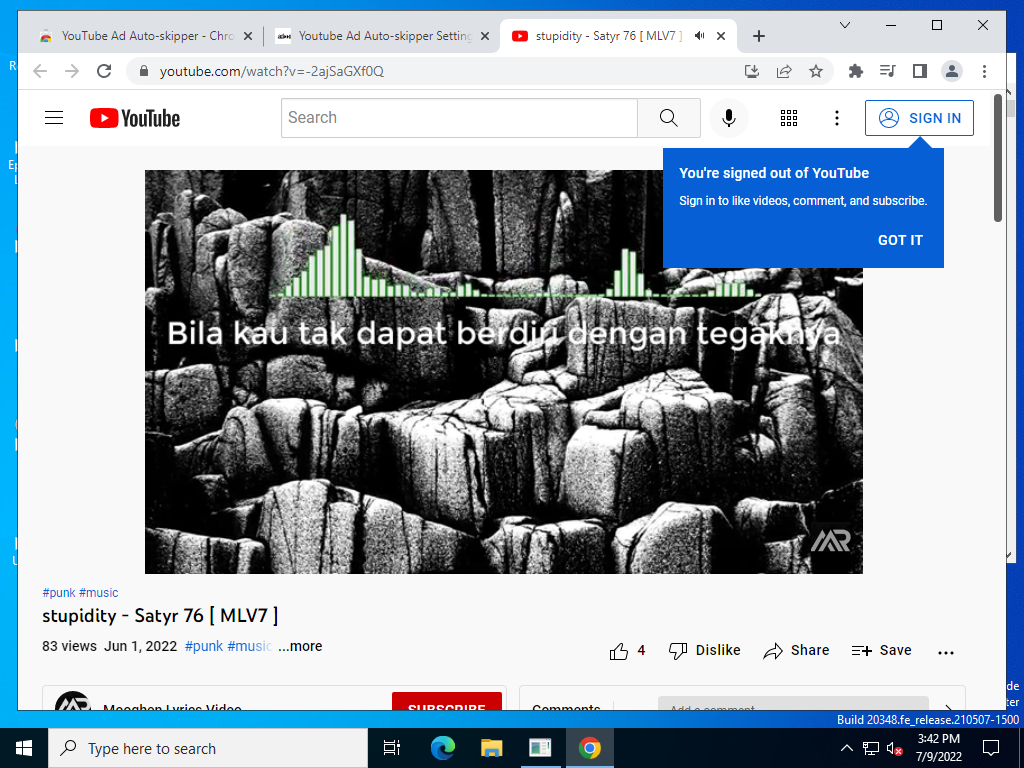 YouTube Ad Auto-skipper - Chro
Youtube Ad Auto-skipper Setting
stupidity - Satyr 76 [ MLV7 ]
youtube.com/watch?v=-2ajSaGXf0Q
YouTube
Search
SIGN IN
You're signed out of YouTube
Sign in to like videos, comment, and subscribe.
GOT IT
Bila kau tak dapat berdiri dengan tegaknya
MR
#punk #music
stupidity - Satyr 76 [ MLV7 ]
83 views Jun 1, 2022 #punk #music ...more
4 Dislike Share Save
Mooghen Lyrics Video
SUBSCRIBE
Comments
Add a comment...
Build 20348.fe_release.210507-1500
Type here to search
3:42 PM
7/9/2022